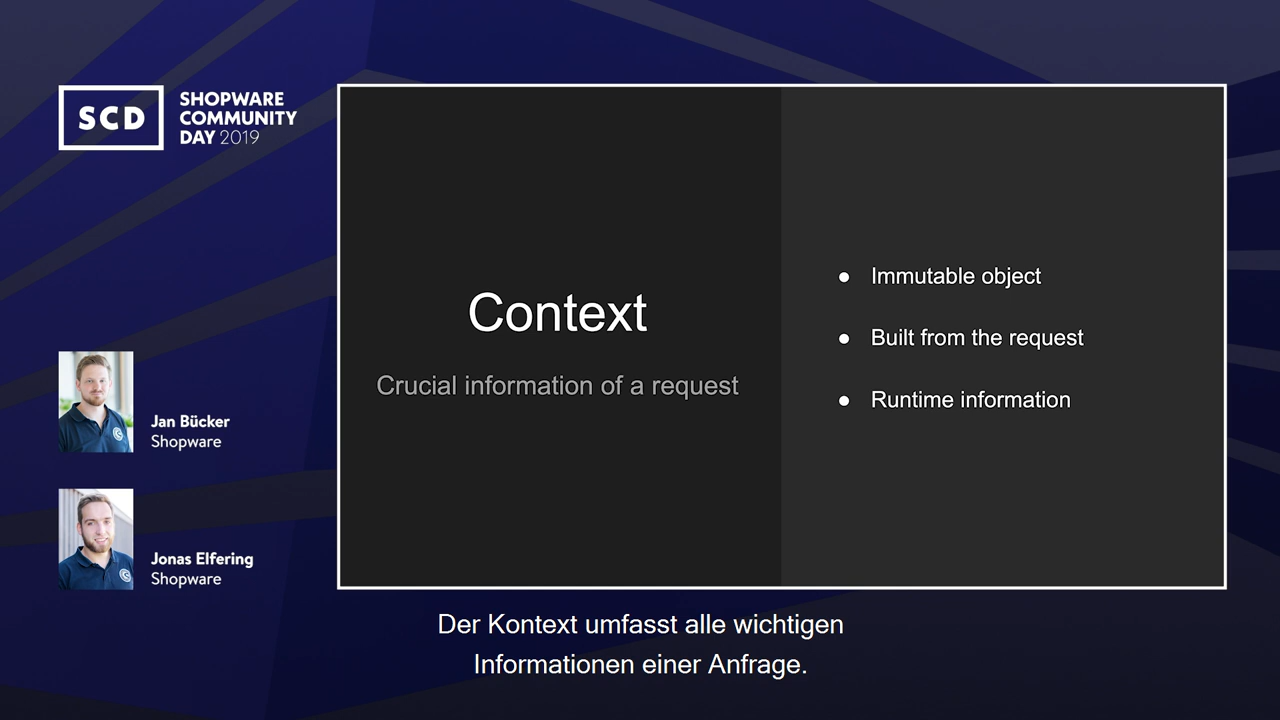 SCD
SHOPWARE
COMMUNITY
DAY 2019
Context
Crucial information of a request
● Immutable object
● Built from the request
● Runtime information
Jan Bücker
Shopware
Jonas Elfering
Shopware
Der Kontext umfasst alle wichtigen
Informationen einer Anfrage.